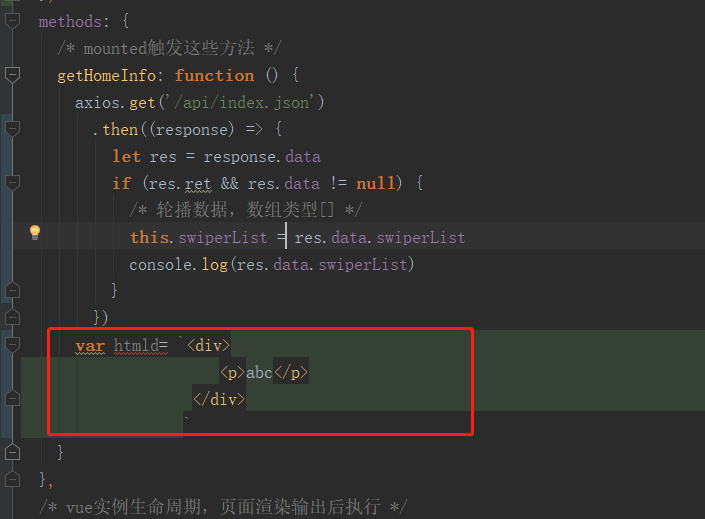 methods: {
/* mounted触发这些方法 */
getHomeInfo: function () {
axios.get('/api/index.json')
.then((response) => {
let res = response.data
if (res.ret && res.data != null) {
/* 轮播数据，数组类型[] */
this.swiperList = res.data.swiperList
console.log(res.data.swiperList)
}
})
var htmld= `<div>
<p>abc</p>
</div>
`
}
},
/* vue实例生命周期，页面渲染输出后执行 */